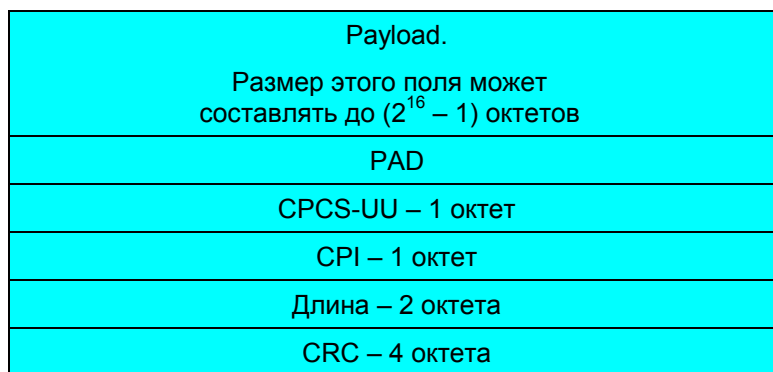 Payload.
Размер этого поля может
составлять до (2^16 – 1) октетов
PAD
CPCS-UU – 1 октет
CPI – 1 октет
Длина – 2 октета
CRC – 4 октета